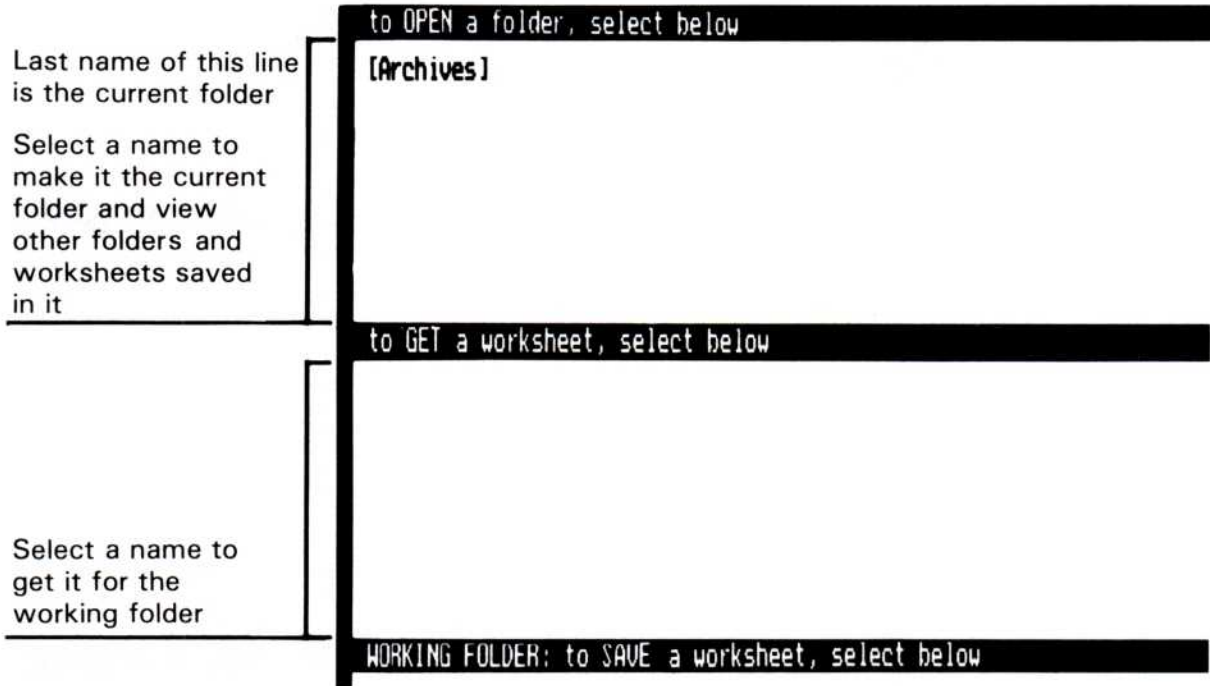 to OPEN a folder, select below
Last name of this line
is the current folder
[Archives]
Select a name to
make it the current
folder and view
other folders and
worksheets saved
in it
to GET a worksheet, select below
Select a name to
get it for the
working folder
WORKING FOLDER: to SAVE a worksheet, select below